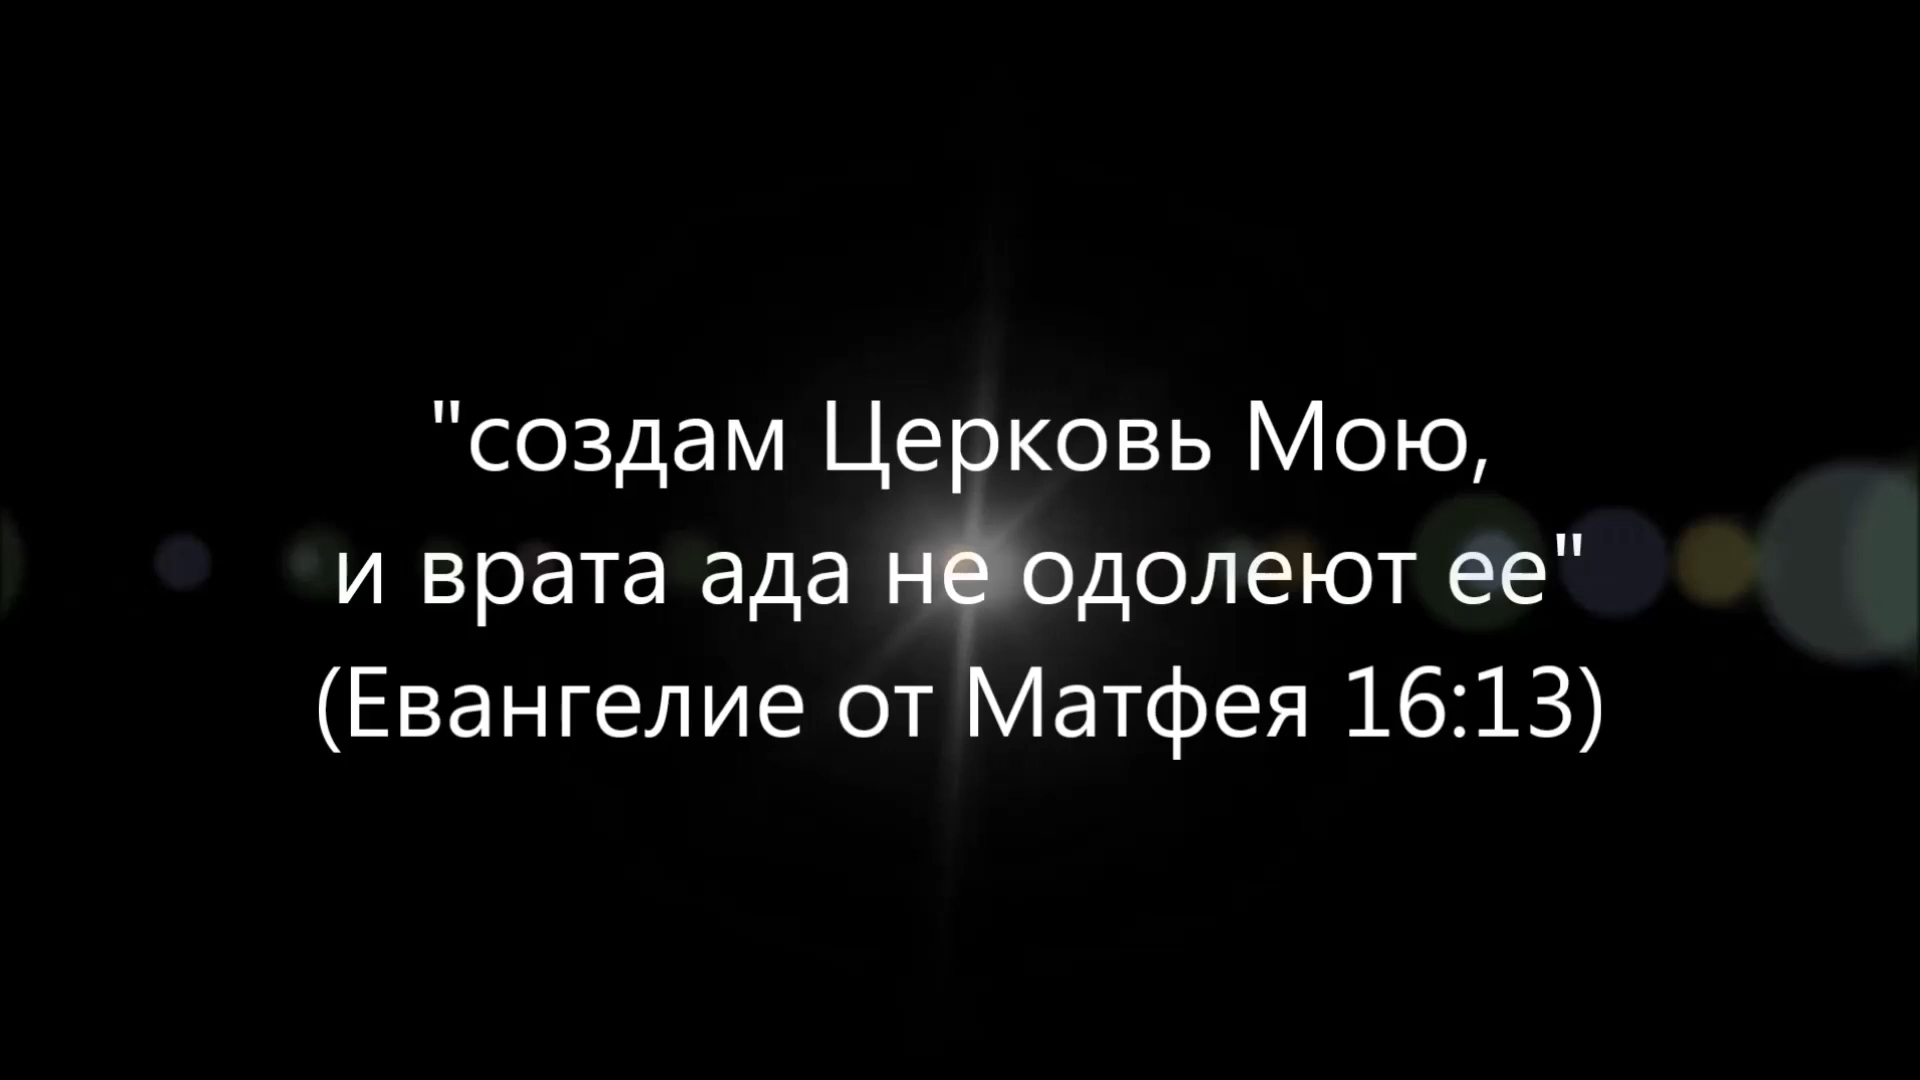 "создам Церковь Мою,
и врата ада не одолеют ее"
(Евангелие от Матфея 16:13)